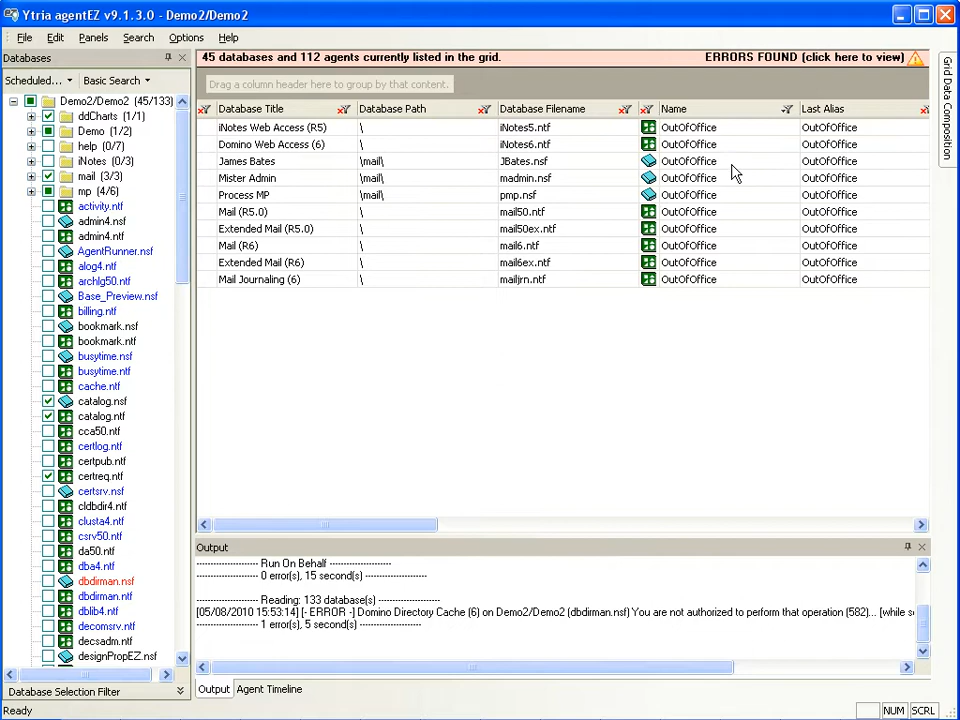 Ytria agentEZ v9.1.3.0 - Demo2/Demo2
File Edit Panels Search Options Help
Databases
Scheduled... Basic Search
Demo2/Demo2 (45/133)
ddCharts (1/1)
Demo (1/2)
help (0/7)
iNotes (0/3)
mail (3/3)
mp (4/6)
activity.ntf
admin4.nsf
admin4.ntf
AgentRunner.nsf
alog4.ntf
archlg50.ntf
Base_Preview.nsf
billing.ntf
bookmark.nsf
bookmark.ntf
busytime.nsf
busytime.ntf
cache.ntf
catalog.nsf
catalog.ntf
cca50.ntf
certlog.ntf
certpub.ntf
certreq.ntf
certsrv.nsf
cldbdir4.ntf
clusta4.ntf
csrv50.ntf
da50.ntf
dba4.ntf
dbdirman.nsf
dbdirman.ntf
dblib4.ntf
decomsrv.ntf
decsadm.ntf
designPropEZ.nsf
Database Selection Filter
45 databases and 112 agents currently listed in the grid. ERRORS FOUND (click here to view)
Drag a column header here to group by that content.
Database Title Database Path Database Filename Name Last Alias
iNotes Web Access (R5) \ iNotes5.ntf OutOfOffice OutOfOffice
Domino Web Access (6) \ iNotes6.ntf OutOfOffice OutOfOffice
James Bates \mail\ JBates.nsf OutOfOffice OutOfOffice
Mister Admin \mail\ madmin.nsf OutOfOffice OutOfOffice
Process MP \mail\ pmp.nsf OutOfOffice OutOfOffice
Mail (R5.0) \ mail50.ntf OutOfOffice OutOfOffice
Extended Mail (R5.0) \ mail50ex.ntf OutOfOffice OutOfOffice
Mail (R6) \ mail6.ntf OutOfOffice OutOfOffice
Extended Mail (R6) \ mail6ex.ntf OutOfOffice OutOfOffice
Mail Journaling (6) \ mailjrn.ntf OutOfOffice OutOfOffice
Grid Data Composition
Output
--------------------- Run On Behalf ---------------------
--------------------- 0 error(s), 15 second(s) ---------------------
--------------------- Reading: 133 database(s) ---------------------
[05/08/2010 15:53:14] [- ERROR -] Domino Directory Cache (6) on Demo2/Demo2 (dbdirman.nsf) You are not authorized to perform that operation (582)... [while s
--------------------- 1 error(s), 5 second(s) ---------------------
Output Agent Timeline
Ready NUM SCRL